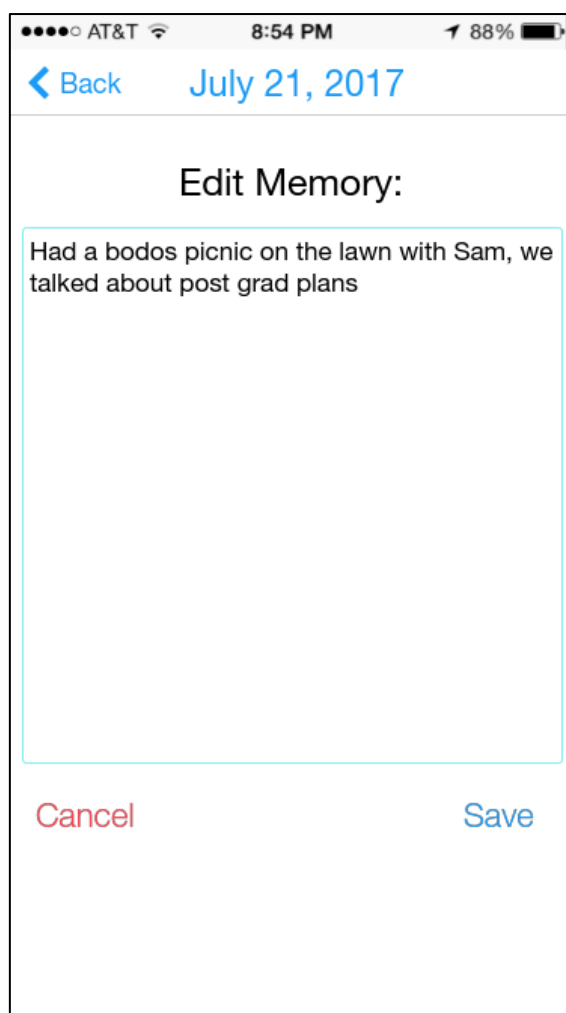 AT&T 8:54 PM 88%
Back July 21, 2017
Edit Memory:
Had a bodos picnic on the lawn with Sam, we
talked about post grad plans
Cancel Save